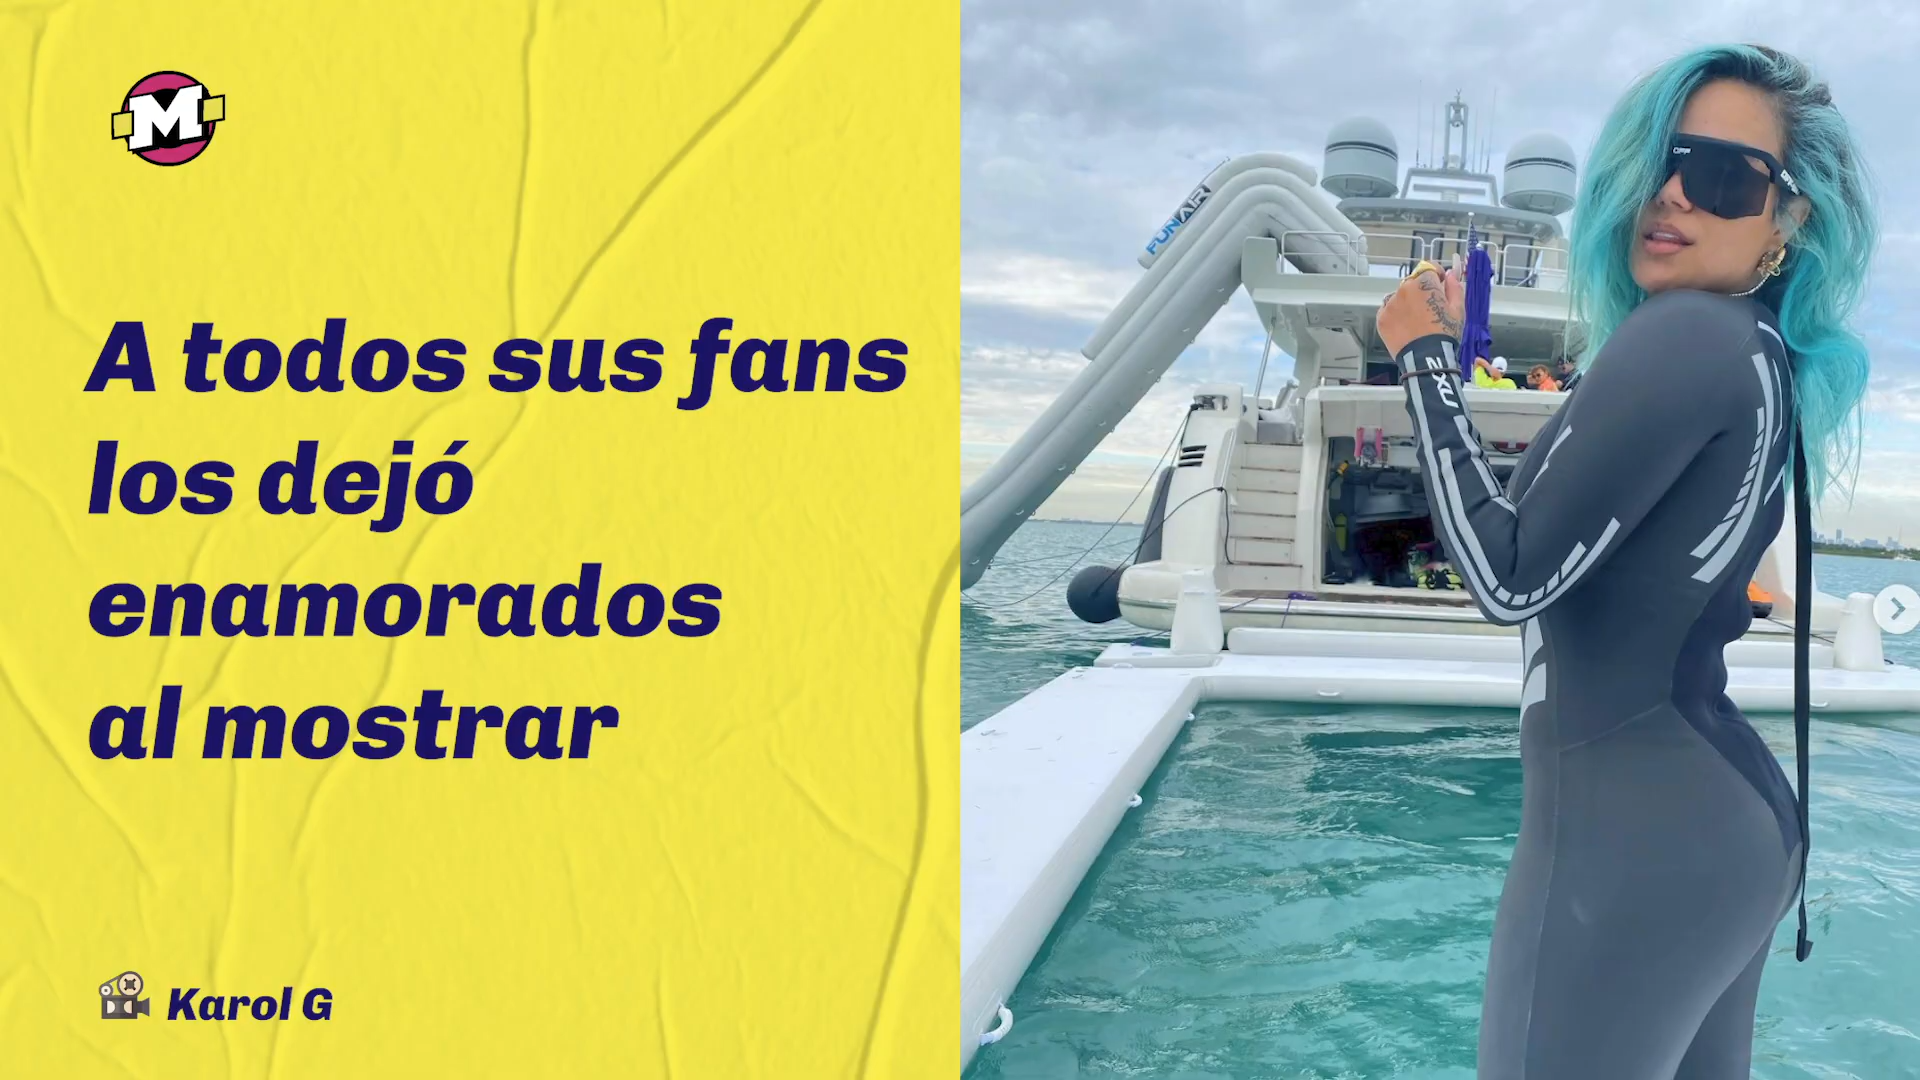 M
A todos sus fans
los dejó
enamorados
al mostrar
Karol G
FUNAIR
2XU